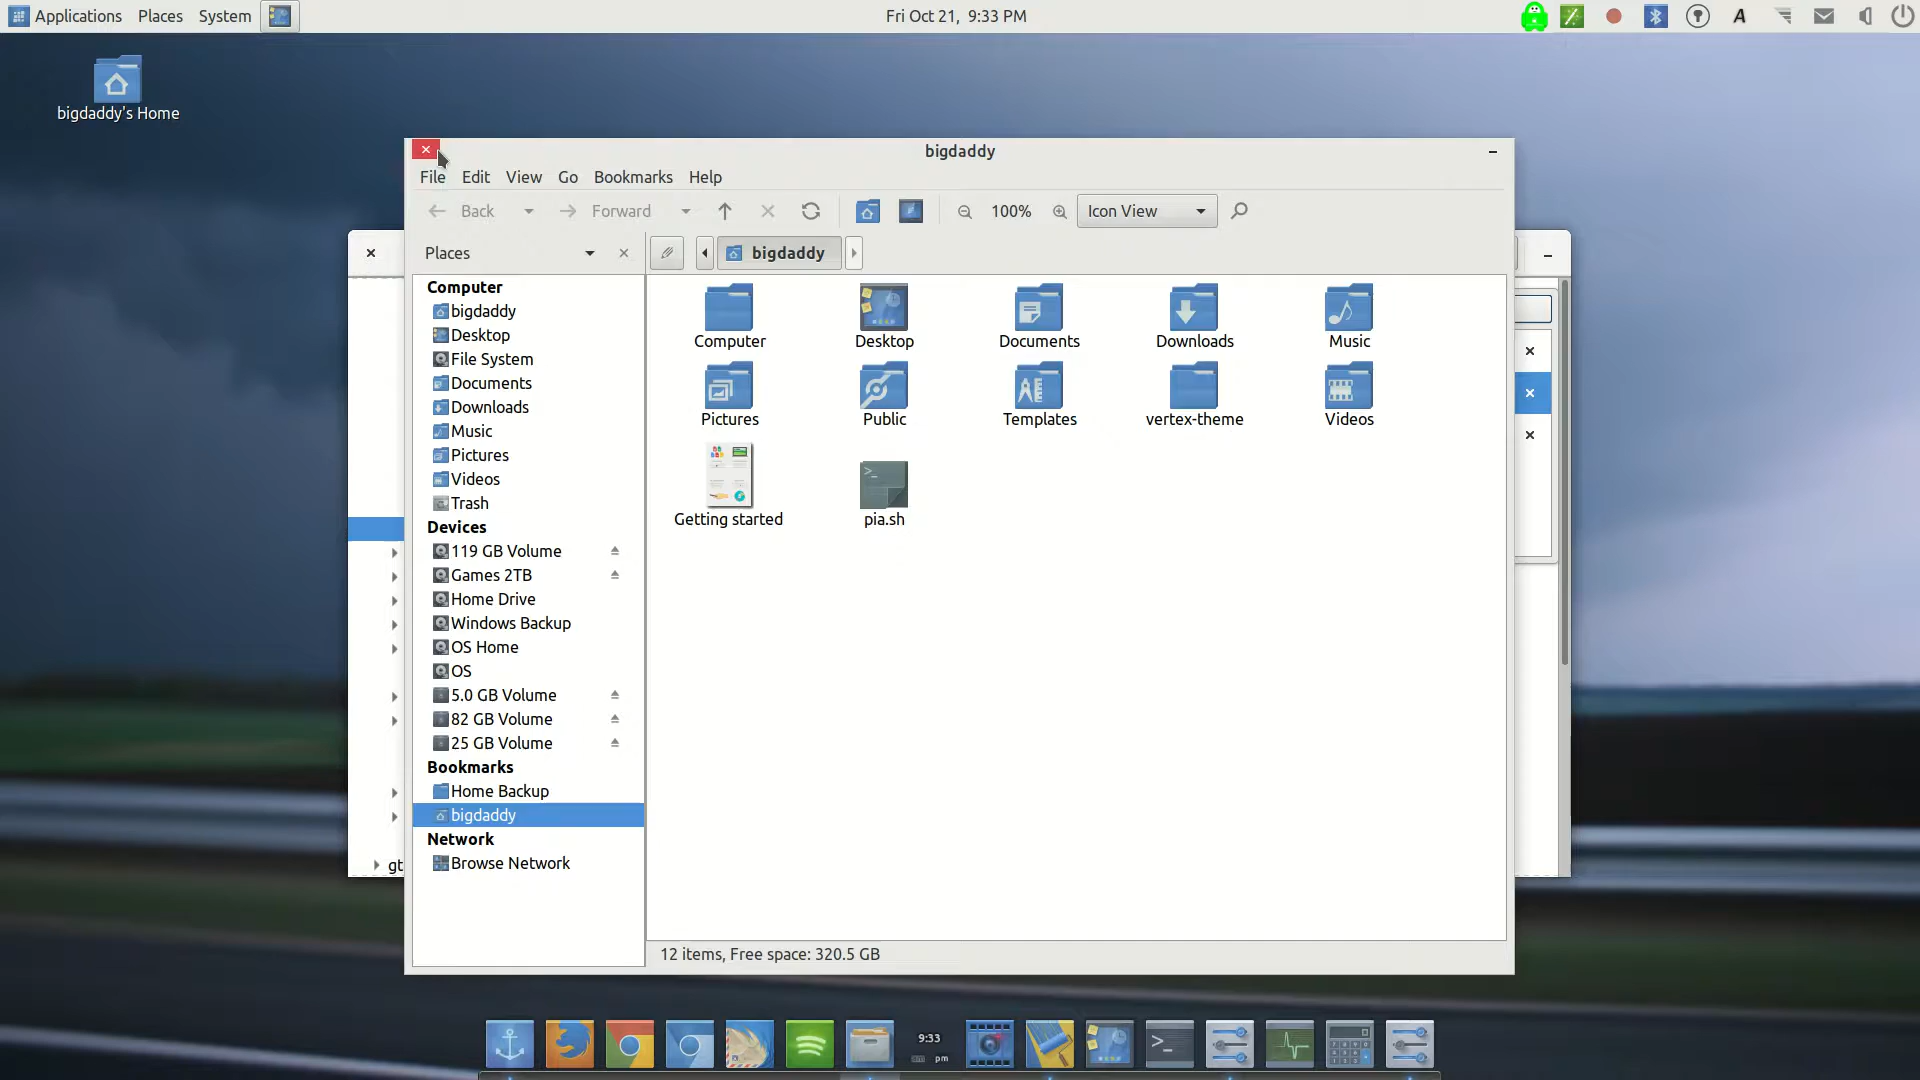 Applications Places System
Fri Oct 21, 9:33 PM
A
bigdaddy's Home
bigdaddy
File Edit View Go Bookmarks Help
Back Forward 100% Icon View
Places
bigdaddy
Computer
bigdaddy
Desktop
File System
Documents
Downloads
Music
Pictures
Videos
Trash
Devices
119 GB Volume
Games 2TB
Home Drive
Windows Backup
OS Home
OS
5.0 GB Volume
82 GB Volume
25 GB Volume
Bookmarks
Home Backup
bigdaddy
Network
Browse Network
Computer Desktop Documents Downloads Music
Pictures Public Templates vertex-theme Videos
Getting started pia.sh
12 items, Free space: 320.5 GB
gt
9:33
pm